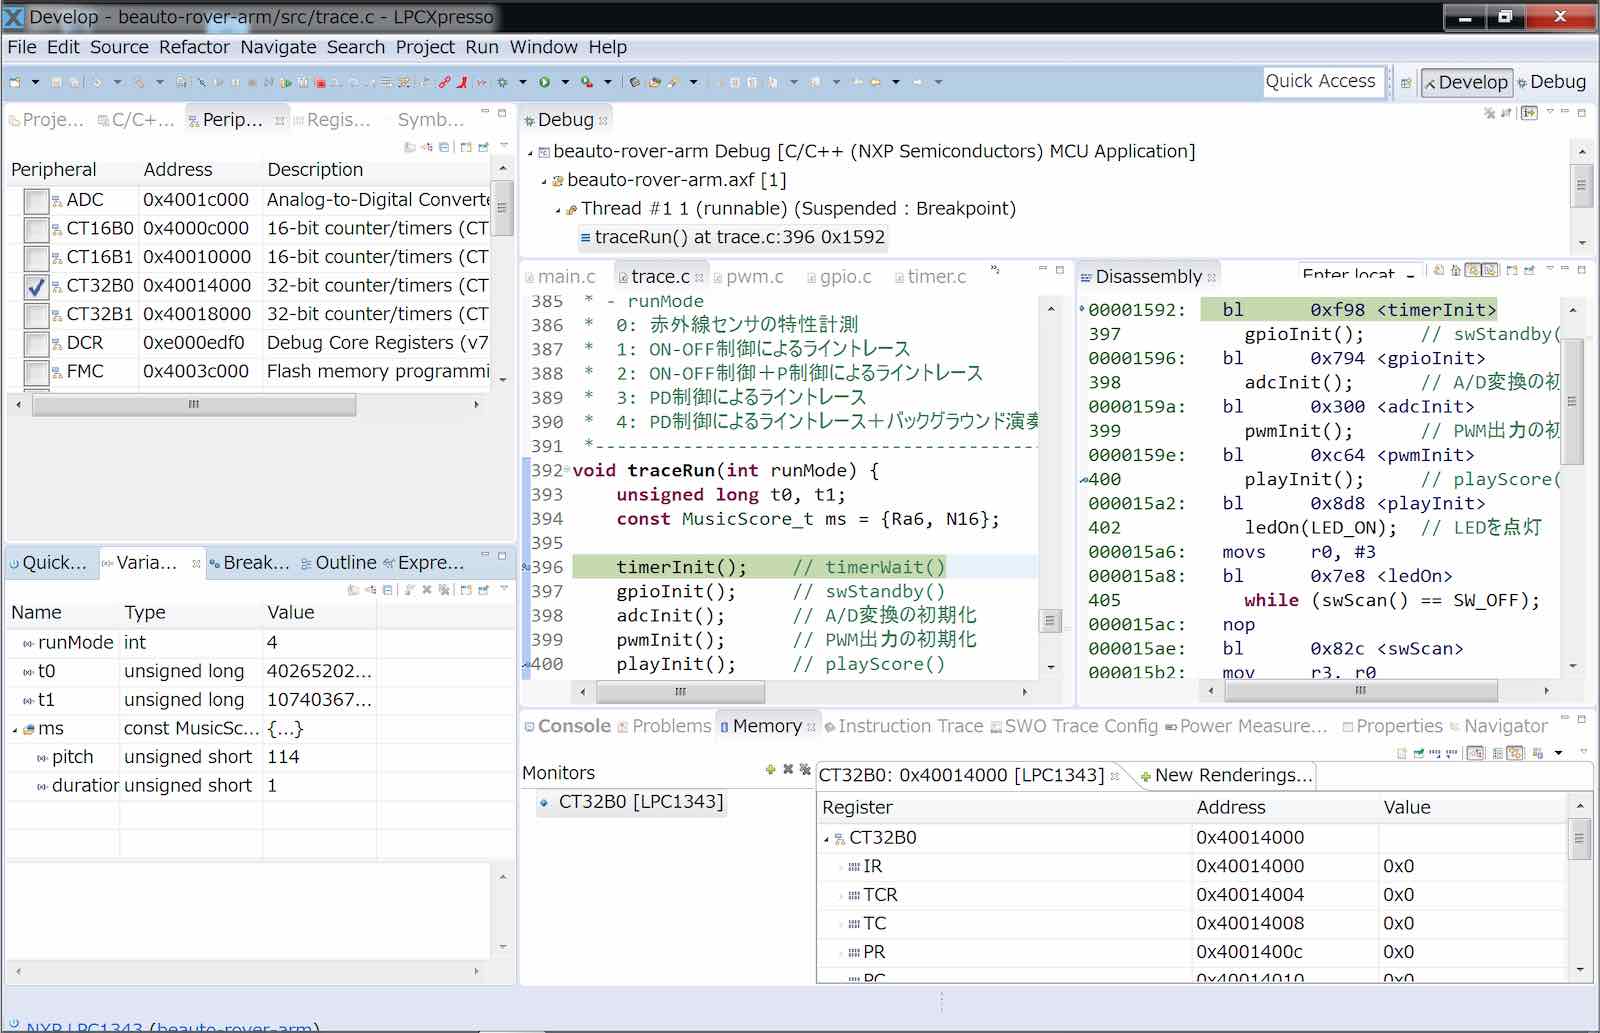 Develop - beauto-rover-arm/src/trace.c - LPCXpresso
File Edit Source Refactor Navigate Search Project Run Window Help
Quick Access Develop Debug
Proje... C/C+... Perip... Regis... Symb...
Peripheral Address Description
ADC 0x4001c000 Analog-to-Digital Converte
CT16B0 0x4000c000 16-bit counter/timers (CT
CT16B1 0x40010000 16-bit counter/timers (CT
CT32B0 0x40014000 32-bit counter/timers (CT
CT32B1 0x40018000 32-bit counter/timers (CT
DCR 0xe000edf0 Debug Core Registers (v7
FMC 0x4003c000 Flash memory programmi
Quick... Varia... Break... Outline Expre...
Name Type Value
runMode int 4
t0 unsigned long 40265202...
t1 unsigned long 10740367...
ms const MusicSc... {...}
pitch unsigned short 114
duration unsigned short 1
Debug
beauto-rover-arm Debug [C/C++ (NXP Semiconductors) MCU Application]
beauto-rover-arm.axf [1]
Thread #1 1 (runnable) (Suspended : Breakpoint)
traceRun() at trace.c:396 0x1592
main.c trace.c pwm.c gpio.c timer.c
385 * - runMode
386 * 0: 赤外線センサの特性計測
387 * 1: ON-OFF制御によるライントレース
388 * 2: ON-OFF制御＋P制御によるライントレース
389 * 3: PD制御によるライントレース
390 * 4: PD制御によるライントレース＋バックグラウンド演奏
391 *----------------------------------------
392 void traceRun(int runMode) {
393 unsigned long t0, t1;
394 const MusicScore_t ms = {Ra6, N16};
395
396 timerInit(); // timerWait()
397 gpioInit(); // swStandby()
398 adcInit(); // A/D変換の初期化
399 pwmInit(); // PWM出力の初期化
400 playInit(); // playScore()
Disassembly Enter locat
00001592: bl 0xf98 <timerInit>
397 gpioInit(); // swStandby(
00001596: bl 0x794 <gpioInit>
398 adcInit(); // A/D変換の初
0000159a: bl 0x300 <adcInit>
399 pwmInit(); // PWM出力の初
0000159e: bl 0xc64 <pwmInit>
400 playInit(); // playScore(
000015a2: bl 0x8d8 <playInit>
402 ledOn(LED_ON); // LEDを点灯
000015a6: movs r0, #3
000015a8: bl 0x7e8 <ledOn>
405 while (swScan() == SW_OFF);
000015ac: nop
000015ae: bl 0x82c <swScan>
000015b2: mov r3, r0
Console Problems Memory Instruction Trace SWO Trace Config Power Measure... Properties Navigator
Monitors
CT32B0 [LPC1343]
CT32B0: 0x40014000 [LPC1343] New Renderings...
Register Address Value
CT32B0 0x40014000
IR 0x40014000 0x0
TCR 0x40014004 0x0
TC 0x40014008 0x0
PR 0x4001400c 0x0
PC 0x40014010 0x0
NXP LPC1343 (beauto-rover-arm)